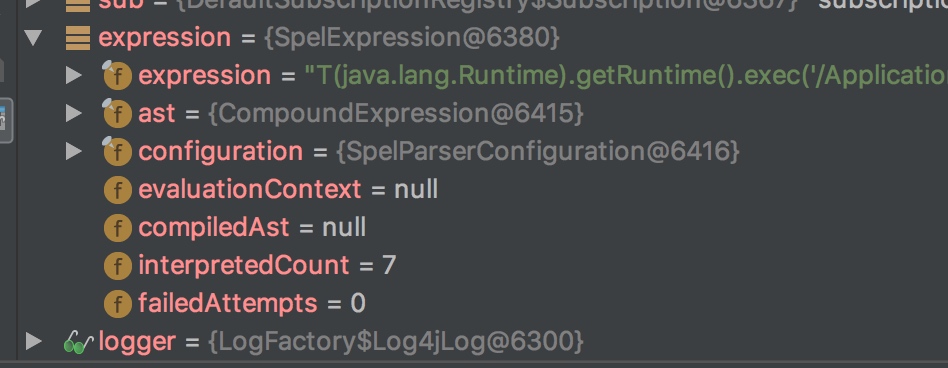 sub = {DefaultSubscriptionRegistry$Subscription@6367} "subscriptio
expression = {SpelExpression@6380}
f expression = "T(java.lang.Runtime).getRuntime().exec('/Applicatio
f ast = {CompoundExpression@6415}
f configuration = {SpelParserConfiguration@6416}
f evaluationContext = null
f compiledAst = null
f interpretedCount = 7
f failedAttempts = 0
logger = {LogFactory$Log4jLog@6300}